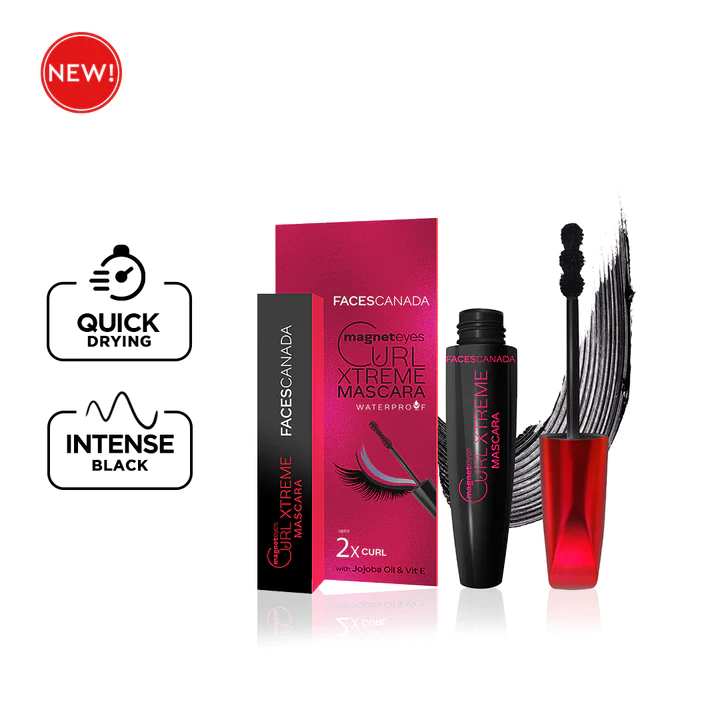 NEW!
QUICK
DRYING
INTENSE
BLACK
FACESCANADA
magneteyes
CURL XTREME
MASCARA
FACESCANADA
magneteyes
CURL
XTREME
MASCARA
WATERPROOF
upto
2X CURL
with Jojoba Oil & Vit E
FACESCANADA
magneteyes
CURL XTREME
MASCARA